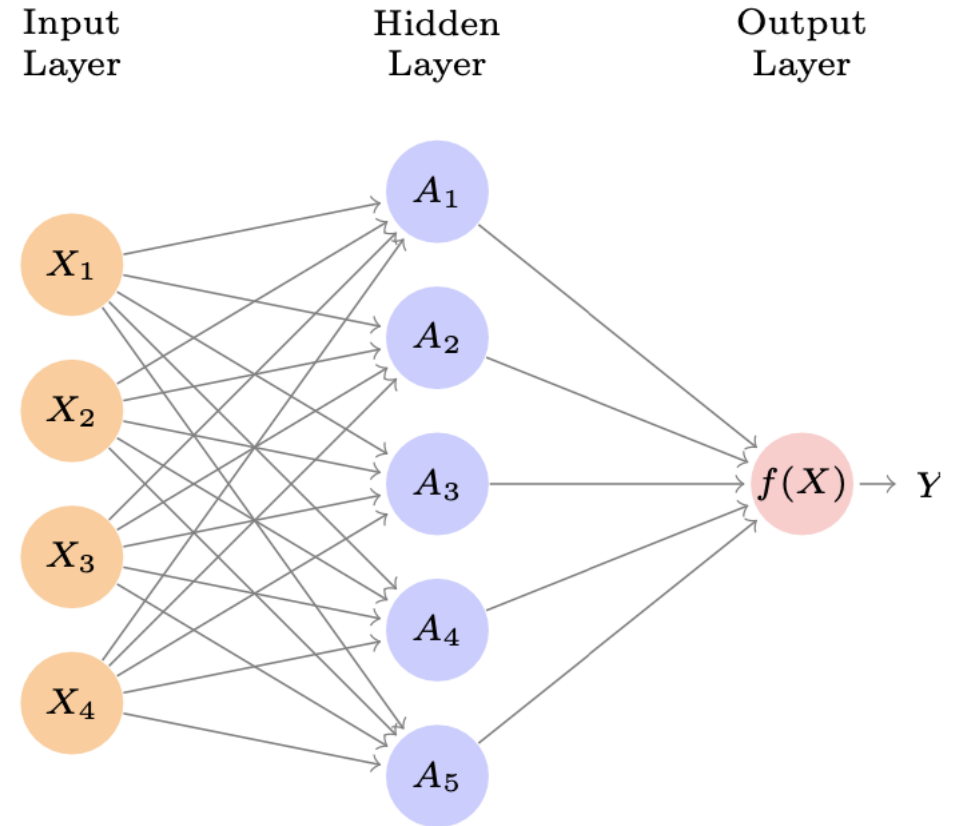 Input
Layer
Hidden
Layer
Output
Layer
A₁
X₁
A₂
X₂
A₃
f(X)
Y
X₃
A₄
X₄
A₅